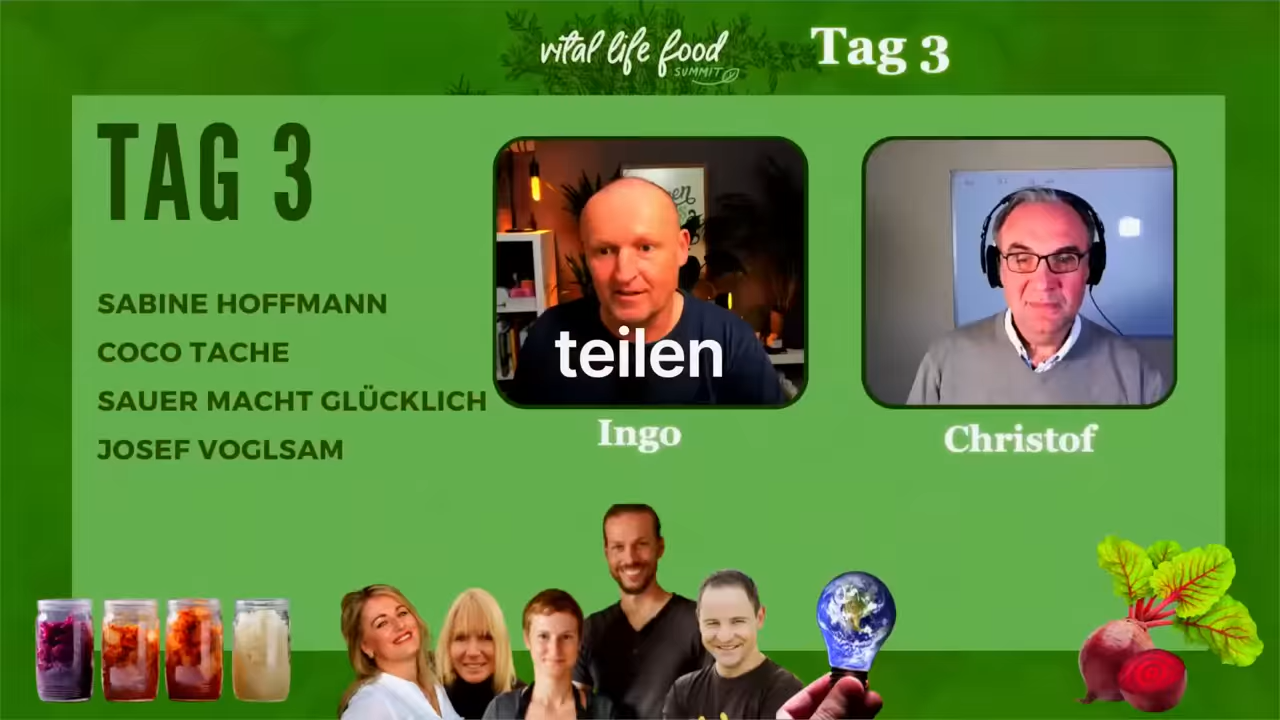 vital life food
SUMMIT
Tag 3
TAG 3
SABINE HOFFMANN
COCO TACHE
SAUER MACHT GLÜCKLICH
JOSEF VOGLSAM
teilen
Ingo
Christof